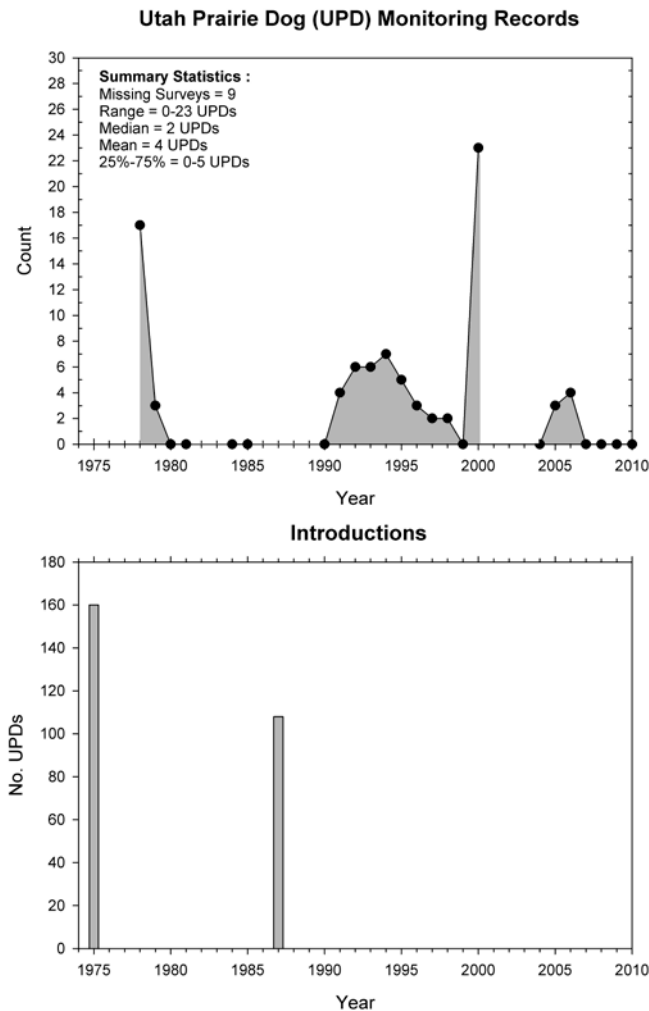 Utah Prairie Dog (UPD) Monitoring Records
30
28
26
24
22
20
18
16
14
12
10
8
6
4
2
0
Count
Summary Statistics :
Missing Surveys = 9
Range = 0-23 UPDs
Median = 2 UPDs
Mean = 4 UPDs
25%-75% = 0-5 UPDs
1975 1980 1985 1990 1995 2000 2005 2010
Year
Introductions
180
160
140
120
100
80
60
40
20
0
No. UPDs
1975 1980 1985 1990 1995 2000 2005 2010
Year